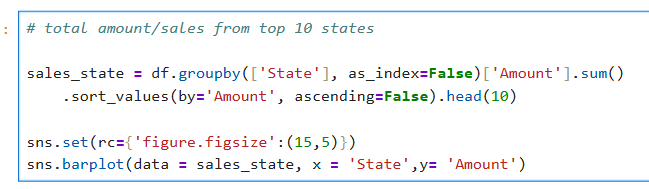 :
# total amount/sales from top 10 states
sales_state = df.groupby(['State'], as_index=False)['Amount'].sum()
.sort_values(by='Amount', ascending=False).head(10)
sns.set(rc={'figure.figsize':(15,5)})
sns.barplot(data = sales_state, x = 'State',y= 'Amount')